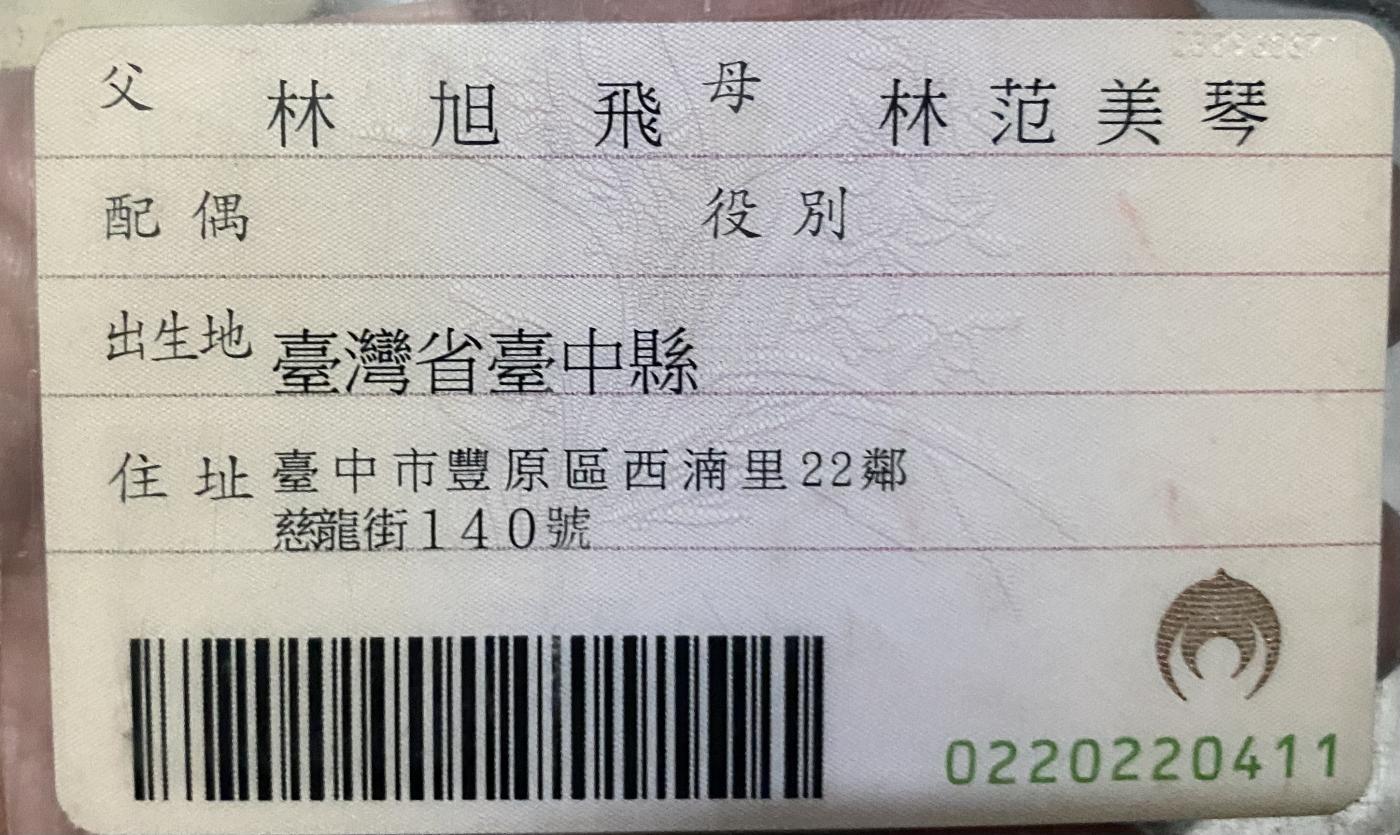 父 林旭飛 母 林范美琴
配偶 役別
出生地 臺灣省臺中縣
住址 臺中市豐原區西湳里22鄰
慈龍街140號
0220220411